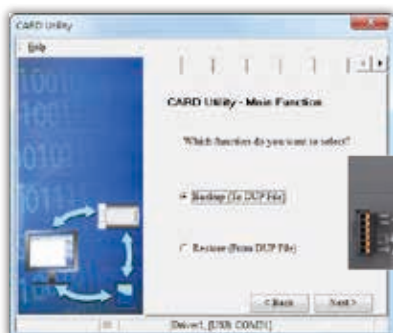 CARD Utility
Help
CARD Utility - Main Function
Which function do you want to select?
Backup (To DUP File)
Restore (From DUP File)
< Back
Next >
Driver1, [USB: COM21]